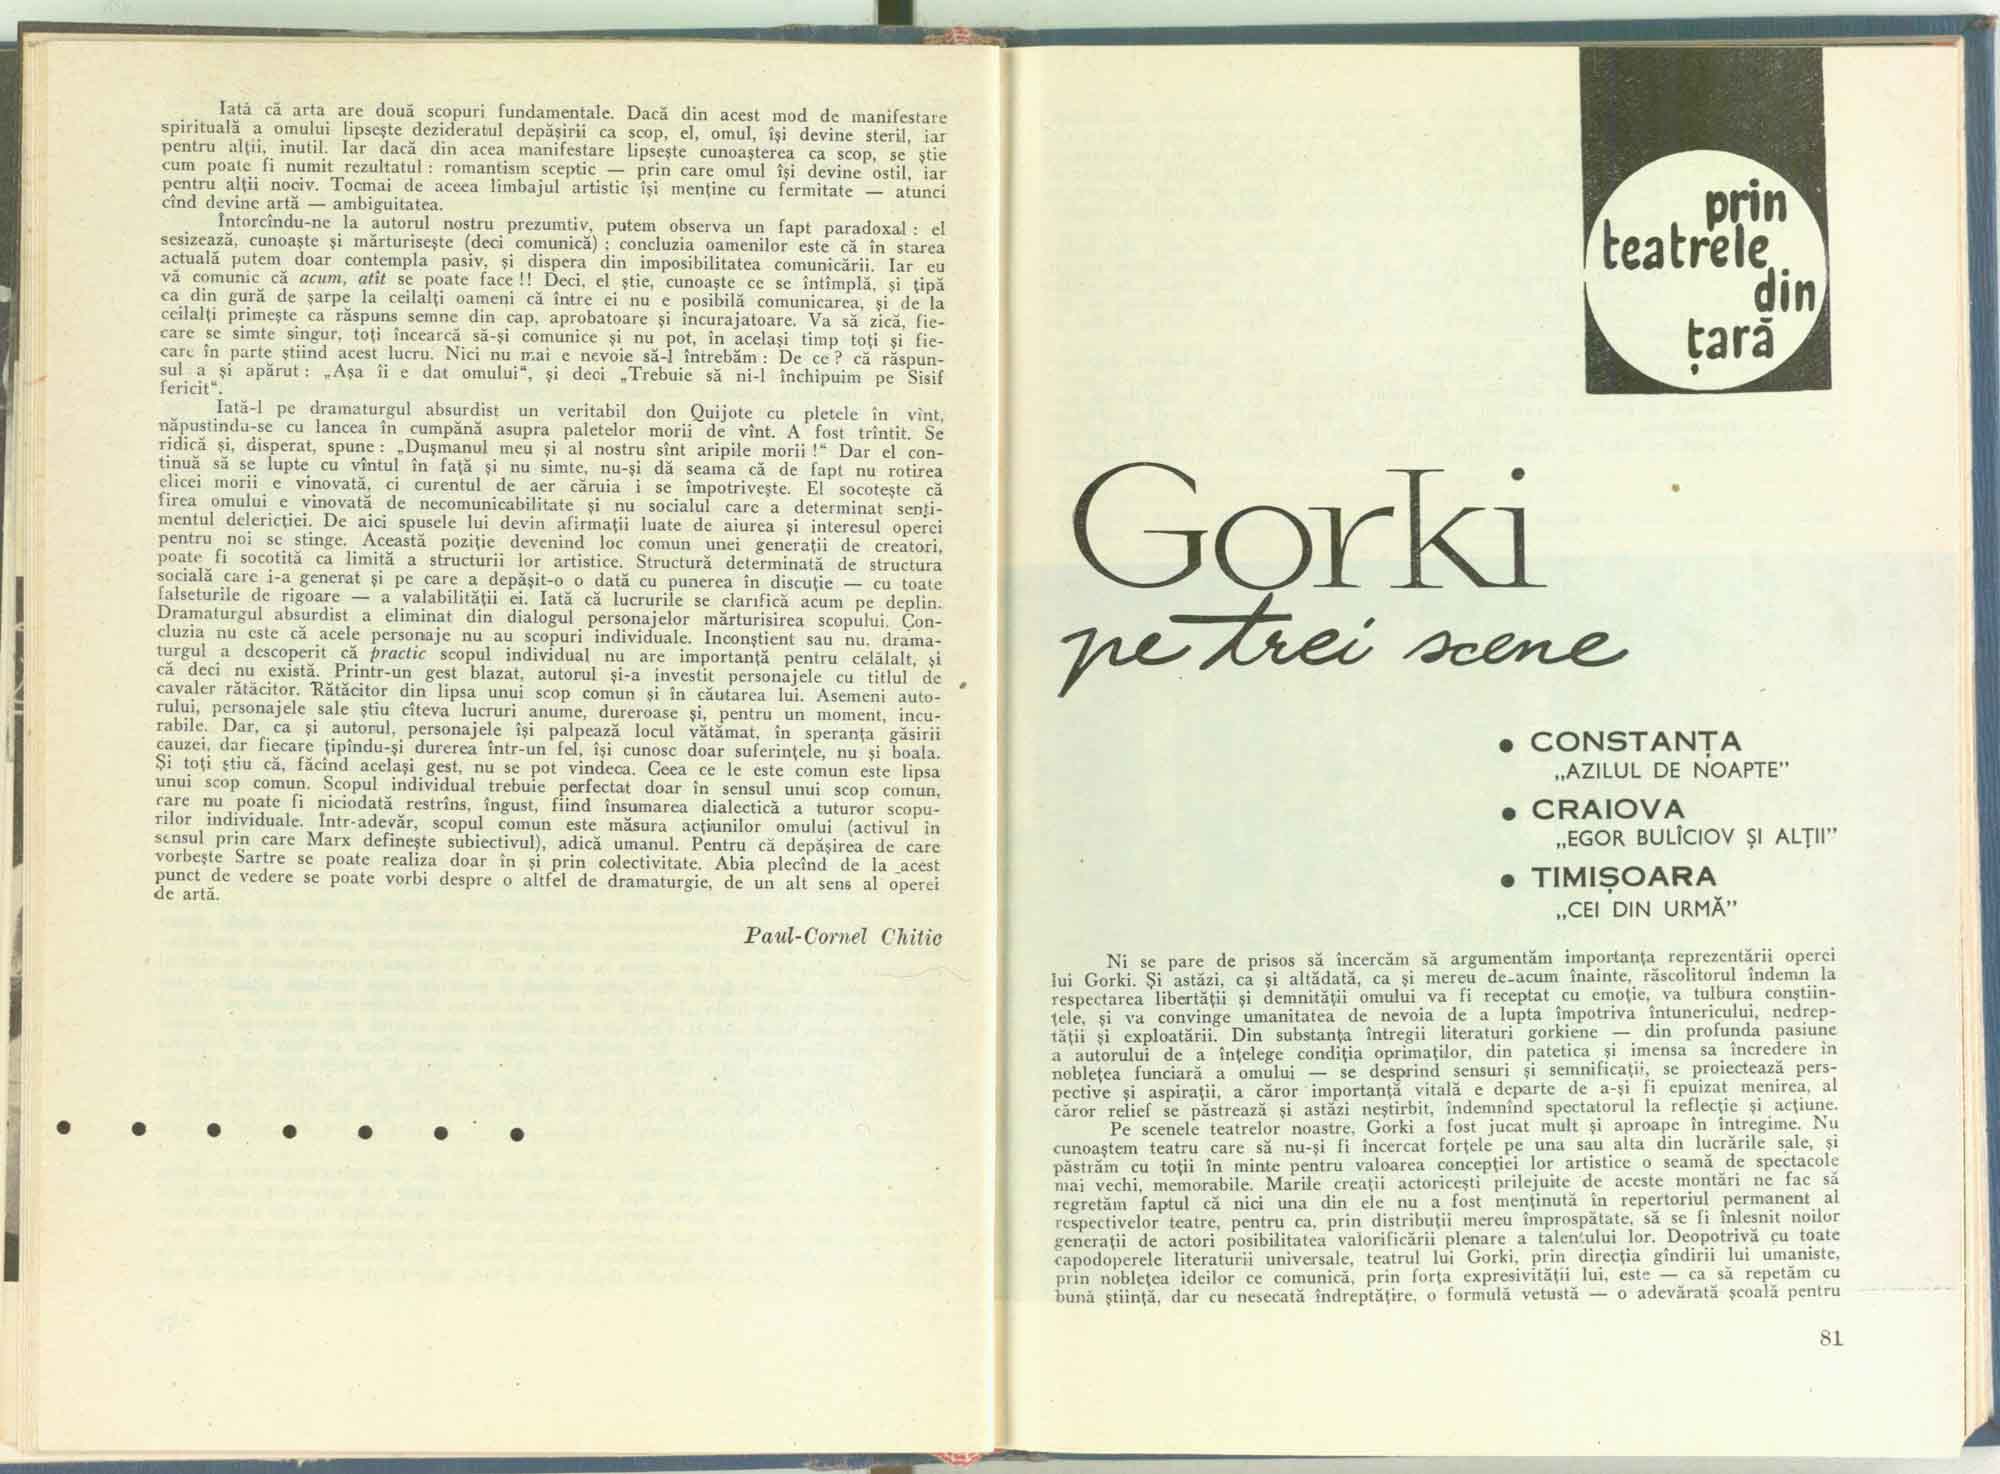 Iată că arta are două scopuri fundamentale. Dacă din acest mod de manifestare
spirituală a omului lipsește dezideratul depășirii ca scop, el, omul, își devine steril, iar
pentru alții, inutil. Iar dacă din acea manifestare lipsește cunoașterea ca scop, se știe
cum poate fi numit rezultatul : romantism sceptic — prin care omul își devine ostil, iar
pentru alții nociv. Tocmai de aceea limbajul artistic își menține cu fermitate — atunci
cînd devine artă — ambiguitatea.
Întorcîndu-ne la autorul nostru prezumtiv, putem observa un fapt paradoxal : el
sesizează, cunoaște și mărturisește (deci comunică) : concluzia oamenilor este că în starea
actuală putem doar contempla pasiv, și dispera din imposibilitatea comunicării. Iar eu
vă comunic că acum, atît se poate face !! Deci, el știe, cunoaște ce se întîmplă, și țipă
ca din gură de șarpe la ceilalți oameni că între ei nu e posibilă comunicarea, și de la
ceilalți primește ca răspuns semne din cap, aprobatoare și încurajatoare. Va să zică, fie-
care se simte singur, toți încearcă să-și comunice și nu pot, în același timp toți și fie-
care în parte știind acest lucru. Nici nu mai e nevoie să-l întrebăm : De ce ? că răspun-
sul a și apărut : „Așa îi e dat omului“, și deci „Trebuie să ni-l închipuim pe Sisif
fericit“.
Iată-l pe dramaturgul absurdist un veritabil don Quijote cu pletele în vînt,
năpustindu-se cu lancea în cumpănă asupra paletelor morii de vînt. A fost trîntit. Se
ridică și, disperat, spune : „Dușmanul meu și al nostru sînt aripile morii !“ Dar el con-
tinuă să se lupte cu vîntul în față și nu simte, nu-și dă seama că de fapt nu rotirea
elicei morii e vinovată, ci curentul de aer căruia i se împotrivește. El socotește că
firea omului e vinovată de necomunicabilitate și nu socialul care a determinat senti-
mentul delericției. De aici spusele lui devin afirmații luate de aiurea și interesul operei
pentru noi se stinge. Această poziție devenind loc comun unei generații de creatori,
poate fi socotită ca limită a structurii lor artistice. Structură determinată de structura
socială care i-a generat și pe care a depășit-o o dată cu punerea în discuție — cu toate
falseturile de rigoare — a valabilității ei. Iată că lucrurile se clarifică acum pe deplin.
Dramaturgul absurdist a eliminat din dialogul personajelor mărturisirea scopului. Con-
cluzia nu este că acele personaje nu au scopuri individuale. Inconștient sau nu, drama-
turgul a descoperit că practic scopul individual nu are importanță pentru celălalt, și
că deci nu există. Printr-un gest blazat, autorul și-a investit personajele cu titlul de
cavaler rătăcitor. Rătăcitor din lipsa unui scop comun și în căutarea lui. Asemeni auto-
rului, personajele sale știu cîteva lucruri anume, dureroase și, pentru un moment, incu-
rabile. Dar, ca și autorul, personajele își palpează locul vătămat, în speranța găsirii
cauzei, dar fiecare țipîndu-și durerea într-un fel, își cunosc doar suferințele, nu și boala.
Și toți știu că, făcînd același gest, nu se pot vindeca. Ceea ce le este comun este lipsa
unui scop comun. Scopul individual trebuie perfectat doar în sensul unui scop comun,
care nu poate fi niciodată restrîns, îngust, fiind însumarea dialectică a tuturor scopu-
rilor individuale. Într-adevăr, scopul comun este măsura acțiunilor omului (activul în
sensul prin care Marx definește subiectivul), adică umanul. Pentru că depășirea de care
vorbește Sartre se poate realiza doar în și prin colectivitate. Abia plecînd de la acest
punct de vedere se poate vorbi despre o altfel de dramaturgie, de un alt sens al operei
de artă.
Paul-Cornel Chitic
prin
teatrele
din
țară
Gorki
pe trei scene
• CONSTANȚA
„AZILUL DE NOAPTE”
• CRAIOVA
„EGOR BULÎCIOV ȘI ALȚII”
• TIMIȘOARA
„CEI DIN URMĂ”
Ni se pare de prisos să încercăm să argumentăm importanța reprezentării operei
lui Gorki. Și astăzi, ca și altădată, ca și mereu de-acum înainte, răscolitorul îndemn la
respectarea libertății și demnității omului va fi receptat cu emoție, va tulbura conștiin-
țele, și va convinge umanitatea de nevoia de a lupta împotriva întunericului, nedrep-
tății și exploatării. Din substanța întregii literaturi gorkiene — din profunda pasiune
a autorului de a înțelege condiția oprimaților, din patetica și imensa sa încredere în
noblețea funciară a omului — se desprind sensuri și semnificații, se proiectează pers-
pective și aspirații, a căror importanță vitală e departe de a-și fi epuizat menirea, al
căror relief se păstrează și astăzi neștirbit, îndemnînd spectatorul la reflecție și acțiune.
Pe scenele teatrelor noastre, Gorki a fost jucat mult și aproape în întregime. Nu
cunoaștem teatru care să nu-și fi încercat forțele pe una sau alta din lucrările sale, și
păstrăm cu toții în minte pentru valoarea concepției lor artistice o seamă de spectacole
mai vechi, memorabile. Marile creații actoricești prilejuite de aceste montări ne fac să
regretăm faptul că nici una din ele nu a fost menținută în repertoriul permanent al
respectivelor teatre, pentru ca, prin distribuții mereu împrospătate, să se fi înlesnit noilor
generații de actori posibilitatea valorificării plenare a talentului lor. Deopotrivă cu toate
capodoperele literaturii universale, teatrul lui Gorki, prin direcția gîndirii lui umaniste,
prin noblețea ideilor ce comunică, prin forța expresivității lui, este — ca să repetăm cu
bună știință, dar cu nesecată îndreptățire, o formulă vetustă — o adevărată școală pentru
81